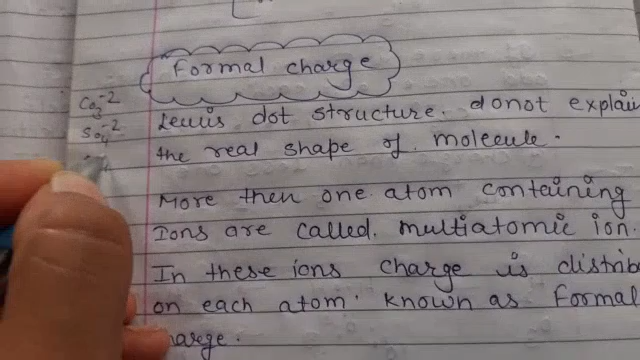 Formal charge
CO3-2
SO4-2
Lewis dot structure. donot explain
the real shape of molecule.
More then one atom containing
Ions are called. multiatomic ion.
In these ions charge is distrib
on each atom. known as Formal
harge.